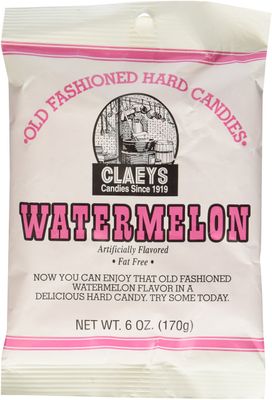 •OLD FASHIONED HARD CANDIES•
CLAEYS
Candies Since 1919
WATERMELON
Artificially Flavored
• Fat Free •
NOW YOU CAN ENJOY THAT OLD FASHIONED
WATERMELON FLAVOR IN A
DELICIOUS HARD CANDY. TRY SOME TODAY.
NET WT. 6 OZ. (170g)